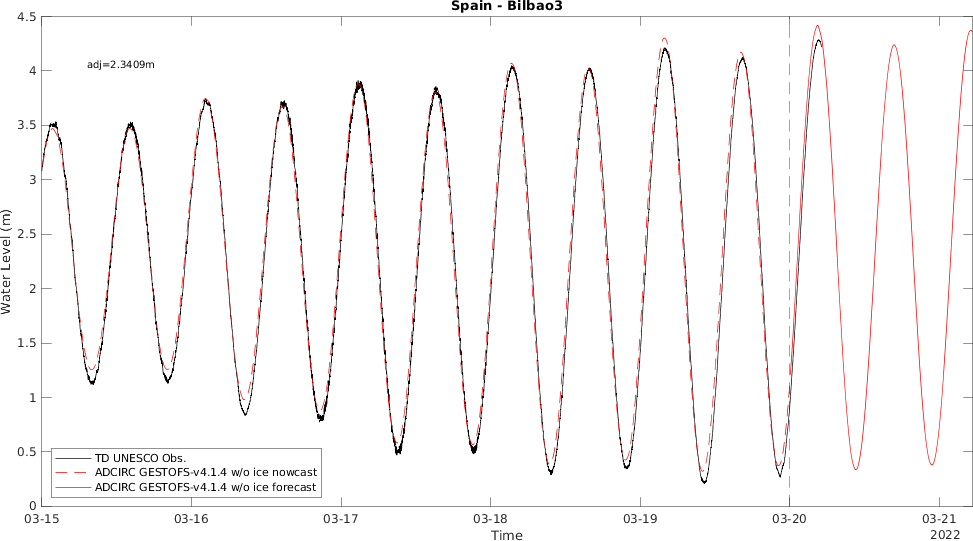 Spain - Bilbao3
4.5
adj=2.3409m
4
3.5
3
2.5
2
1.5
1
0.5
0
Water Level (m)
TD UNESCO Obs.
ADCIRC GESTOFS-v4.1.4 w/o ice nowcast
ADCIRC GESTOFS-v4.1.4 w/o ice forecast
03-15 03-16 03-17 03-18 03-19 03-20 03-21
Time 2022